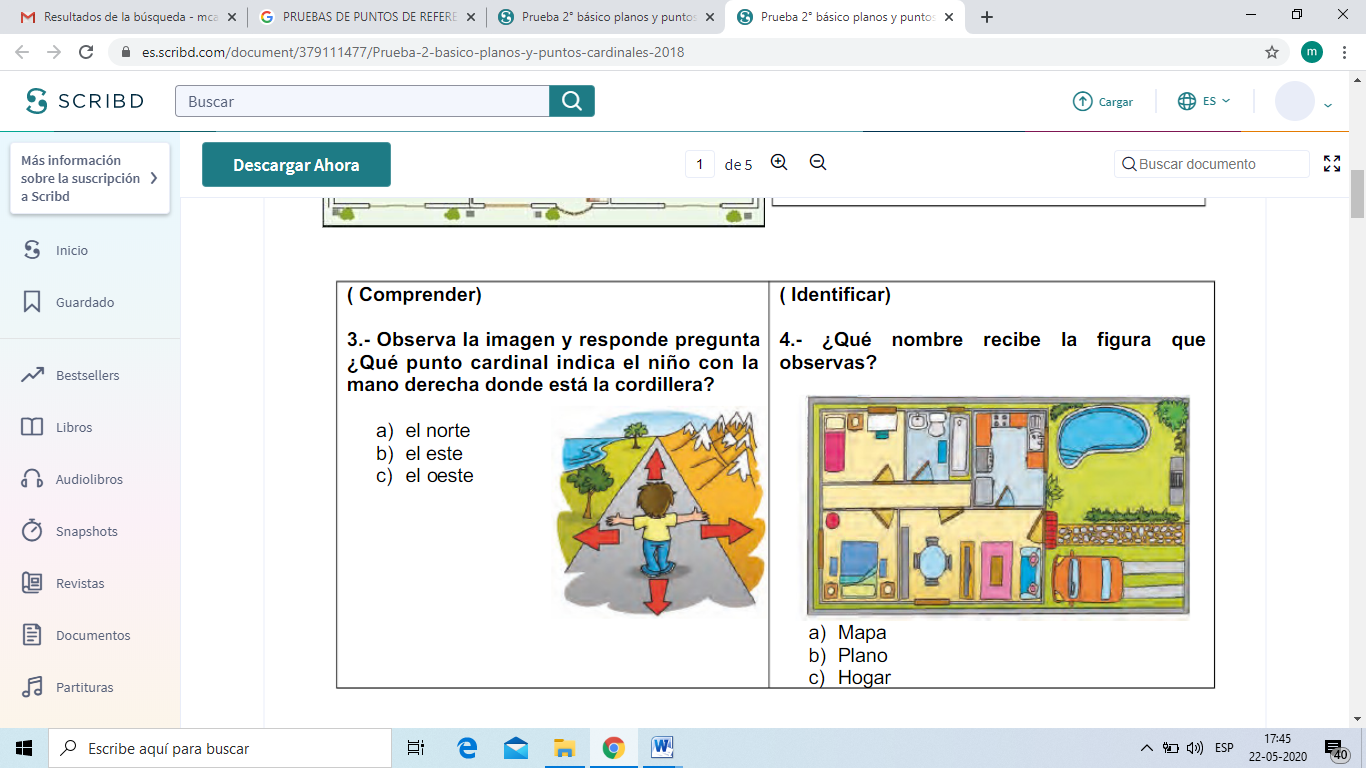 Resultados de la búsqueda - mca
PRUEBAS DE PUNTOS DE REFERE
Prueba 2° básico planos y puntos
Prueba 2° básico planos y puntos
es.scribd.com/document/379111477/Prueba-2-basico-planos-y-puntos-cardinales-2018
m
SCRIBD
Buscar
Cargar
ES
Más información
sobre la suscripción
a Scribd
Descargar Ahora
1 de 5
Buscar documento
Inicio
Guardado
Bestsellers
Libros
Audiolibros
Snapshots
Revistas
Documentos
Partituras
( Comprender)
3.- Observa la imagen y responde pregunta
¿Qué punto cardinal indica el niño con la
mano derecha donde está la cordillera?
a) el norte
b) el este
c) el oeste
( Identificar)
4.- ¿Qué nombre recibe la figura que
observas?
a) Mapa
b) Plano
c) Hogar
Escribe aquí para buscar
ESP
17:45
22-05-2020
40